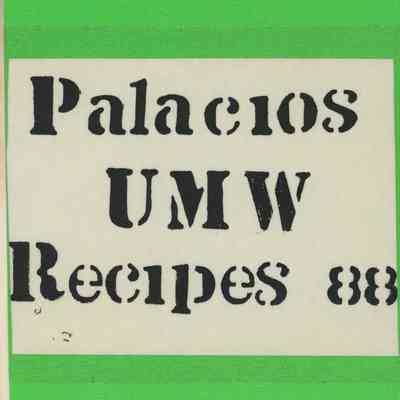 Palacios
UMW
Recipes 88